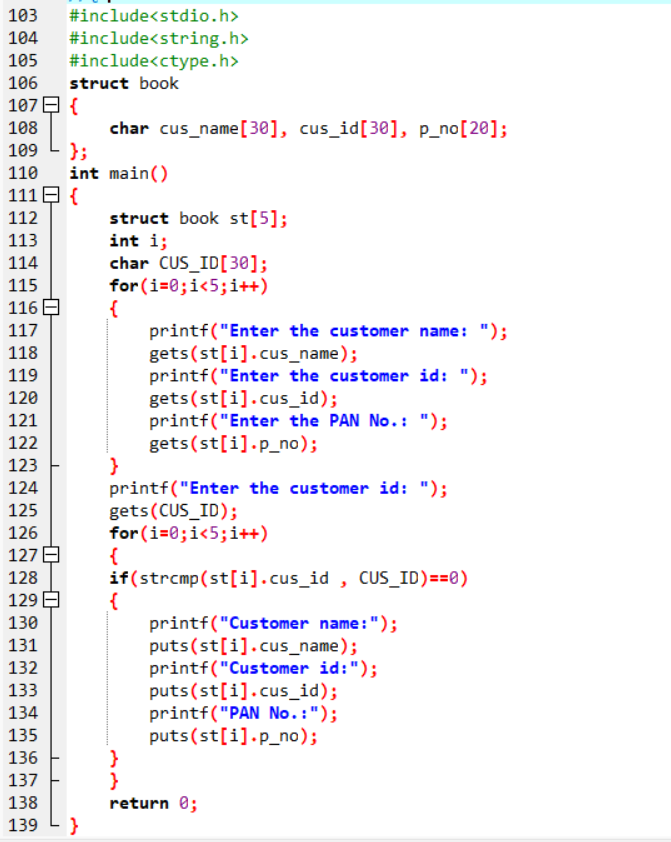 103 #include<stdio.h>
104 #include<string.h>
105 #include<ctype.h>
106 struct book
107 {
108 char cus_name[30], cus_id[30], p_no[20];
109 };
110 int main()
111 {
112 struct book st[5];
113 int i;
114 char CUS_ID[30];
115 for(i=0;i<5;i++)
116 {
117 printf("Enter the customer name: ");
118 gets(st[i].cus_name);
119 printf("Enter the customer id: ");
120 gets(st[i].cus_id);
121 printf("Enter the PAN No.: ");
122 gets(st[i].p_no);
123 }
124 printf("Enter the customer id: ");
125 gets(CUS_ID);
126 for(i=0;i<5;i++)
127 {
128 if(strcmp(st[i].cus_id , CUS_ID)==0)
129 {
130 printf("Customer name:");
131 puts(st[i].cus_name);
132 printf("Customer id:");
133 puts(st[i].cus_id);
134 printf("PAN No.:");
135 puts(st[i].p_no);
136 }
137 }
138 return 0;
139 }